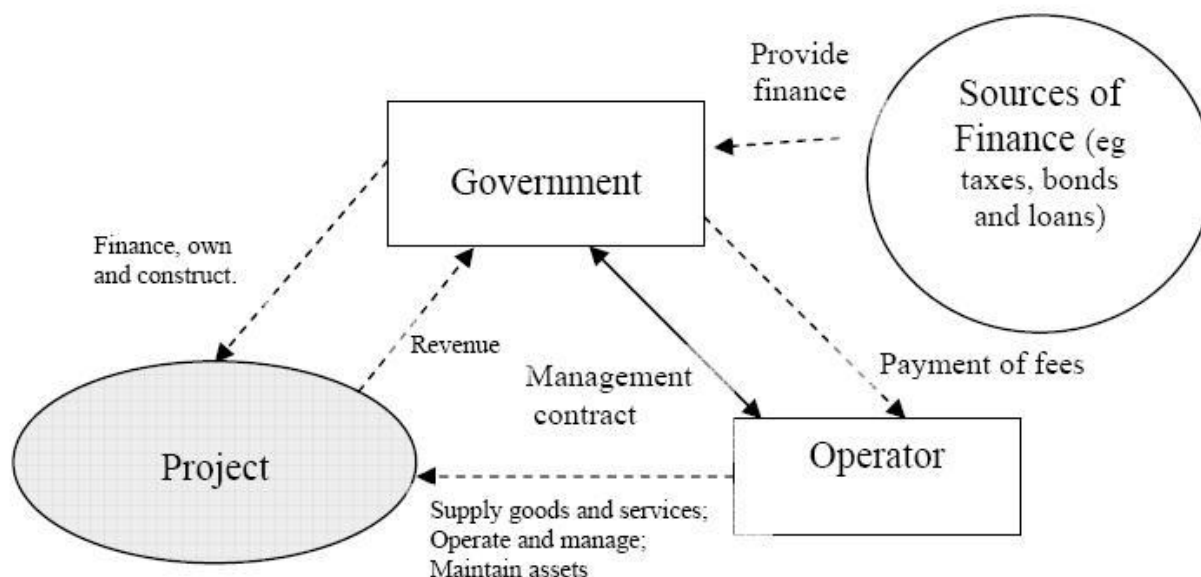 Provide
finance
Sources of
Finance (eg
taxes, bonds
and loans)
Government
Finance, own
and construct.
Revenue
Management
contract
Payment of fees
Project
Operator
Supply goods and services;
Operate and manage;
Maintain assets